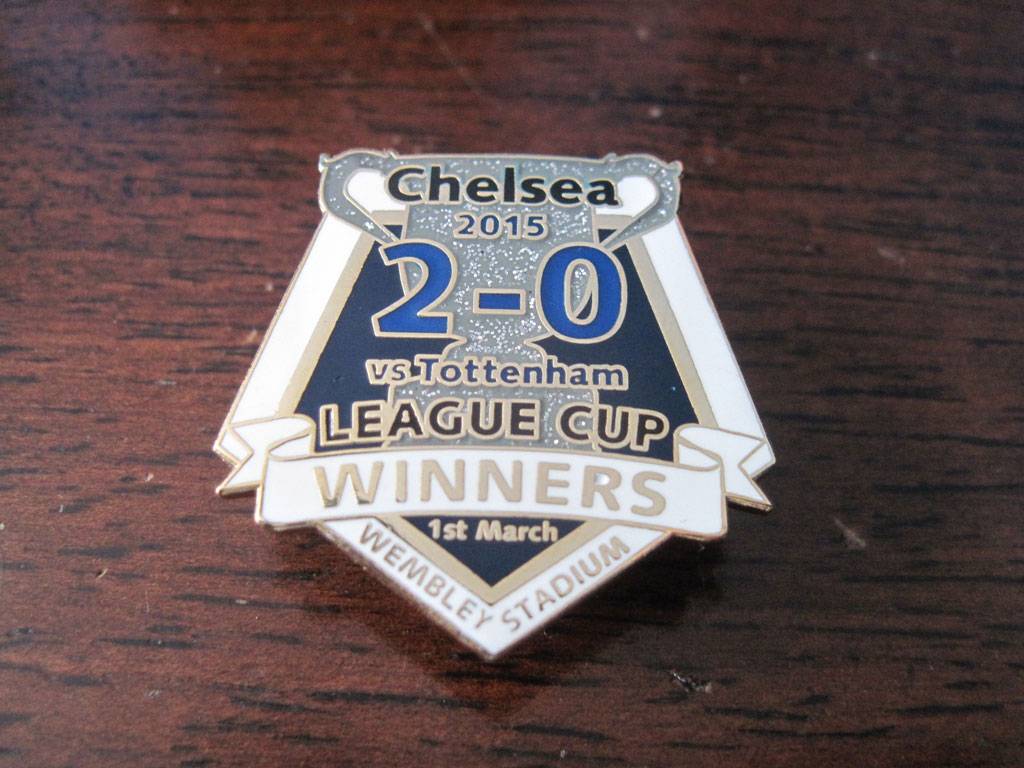 Chelsea
2015
2-0
vs Tottenham
LEAGUE CUP
WINNERS
1st March
WEMBLEY STADIUM